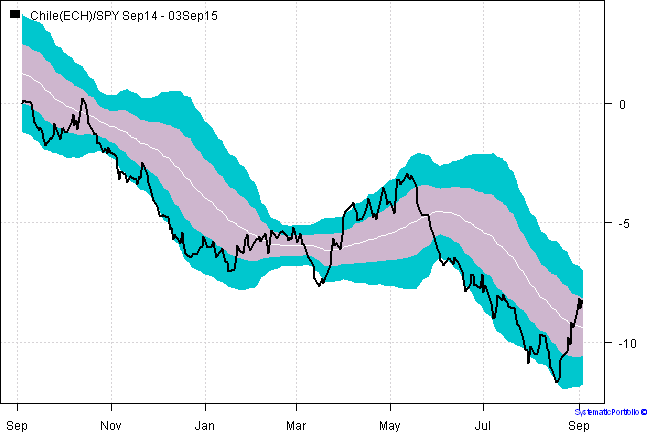 Chile(ECH)/SPY Sep14 - 03Sep15
0
-5
-10
SystematicPortfolio ©
Sep Nov Jan Mar May Jul Sep